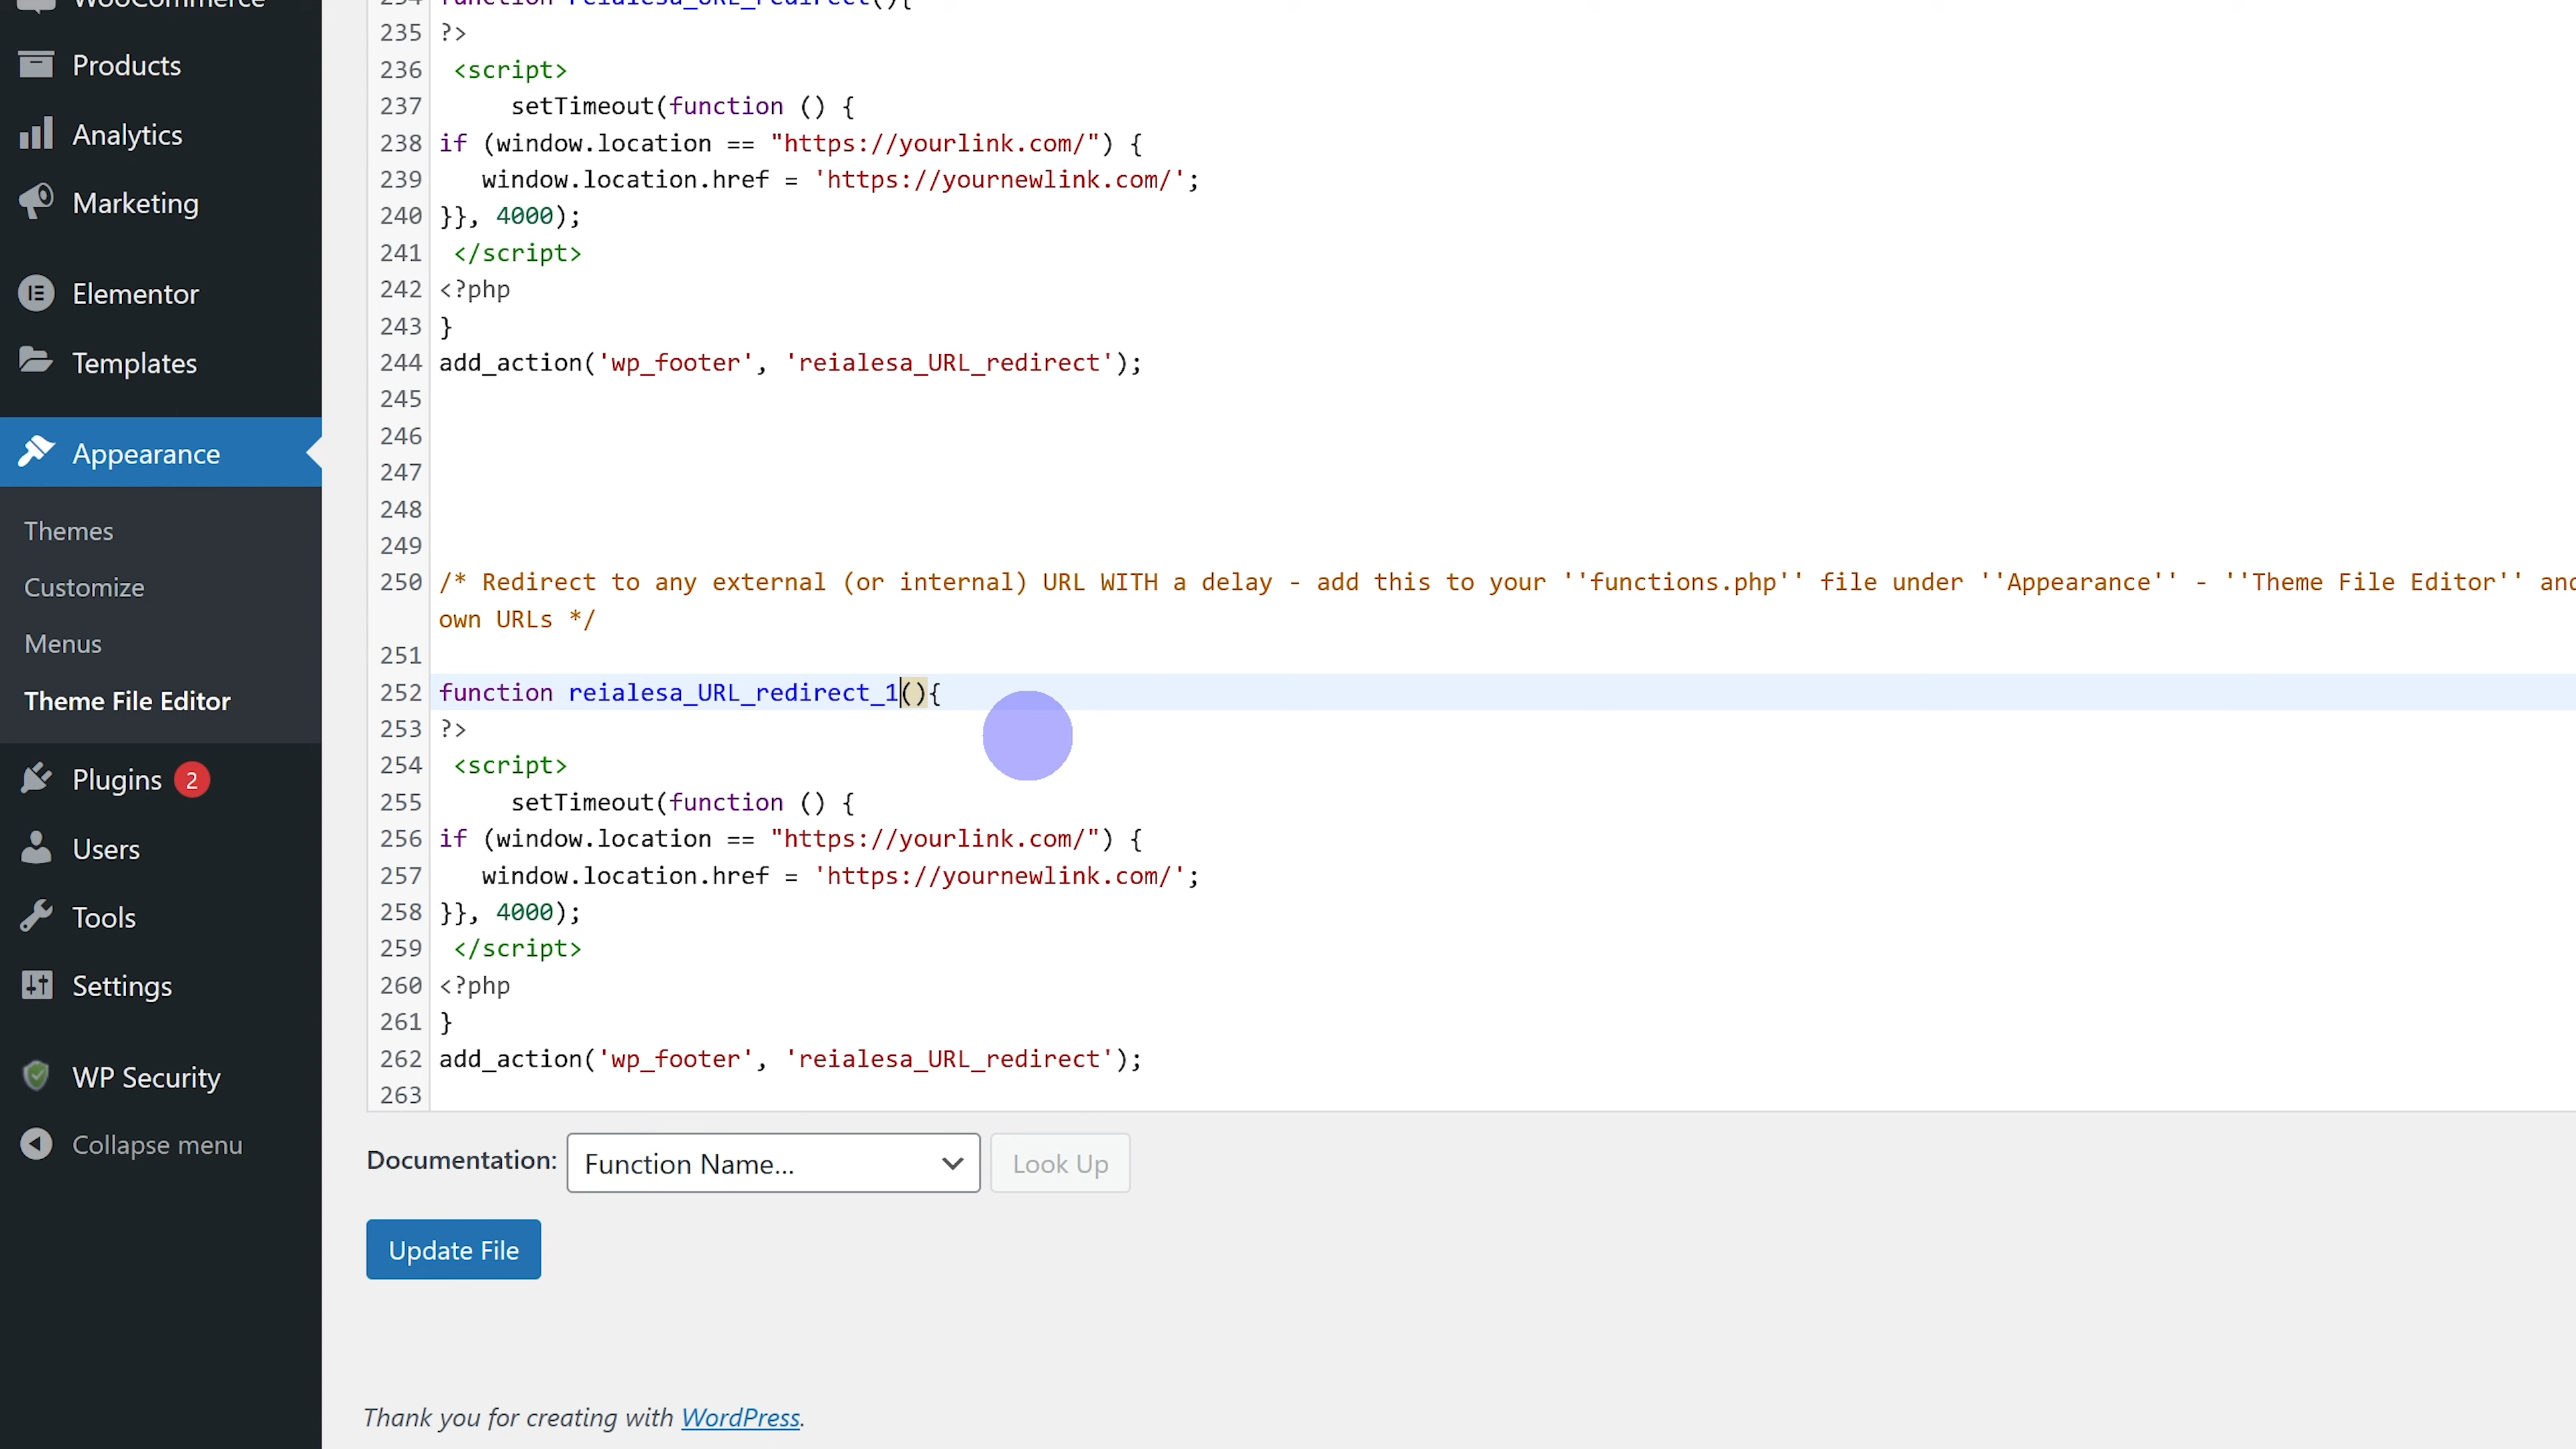 WooCommerce
Products
Analytics
Marketing
Elementor
Templates
Appearance
Themes
Customize
Menus
Theme File Editor
Plugins 2
Users
Tools
Settings
WP Security
Collapse menu
234 function reialesa_URL_redirect(){
235 ?>
236 <script>
237 setTimeout(function () {
238 if (window.location == "https://yourlink.com/") {
239 window.location.href = 'https://yournewlink.com/';
240 }}, 4000);
241 </script>
242 <?php
243 }
244 add_action('wp_footer', 'reialesa_URL_redirect');
245
246
247
248
249
250 /* Redirect to any external (or internal) URL WITH a delay - add this to your ''functions.php'' file under ''Appearance'' - ''Theme File Editor'' and
own URLs */
251
252 function reialesa_URL_redirect_1(){
253 ?>
254 <script>
255 setTimeout(function () {
256 if (window.location == "https://yourlink.com/") {
257 window.location.href = 'https://yournewlink.com/';
258 }}, 4000);
259 </script>
260 <?php
261 }
262 add_action('wp_footer', 'reialesa_URL_redirect');
263
Documentation: Function Name... Look Up
Update File
Thank you for creating with WordPress.